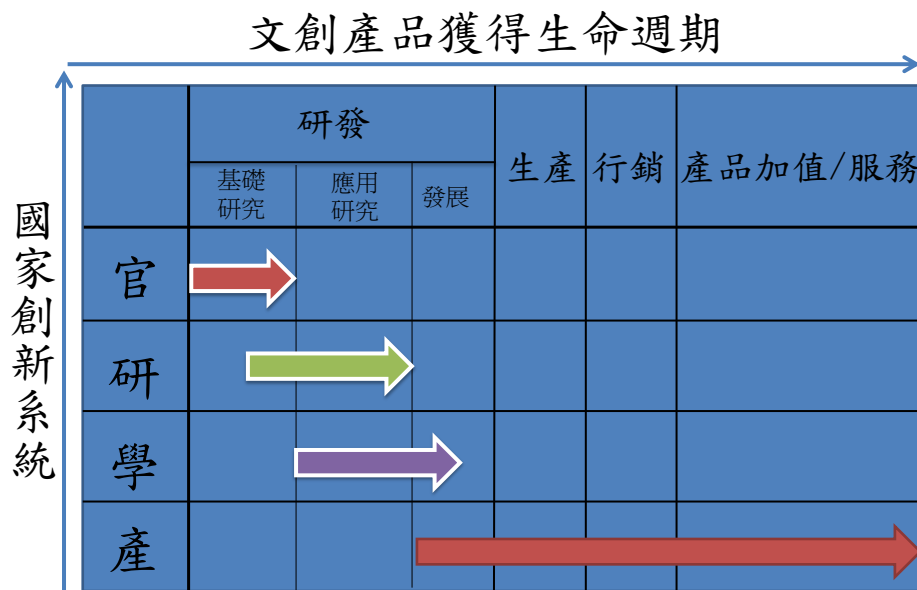 文創產品獲得生命週期
國家創新系統
研發
生產
行銷
產品加值/服務
基礎
研究
應用
研究
發展
官
研
學
產